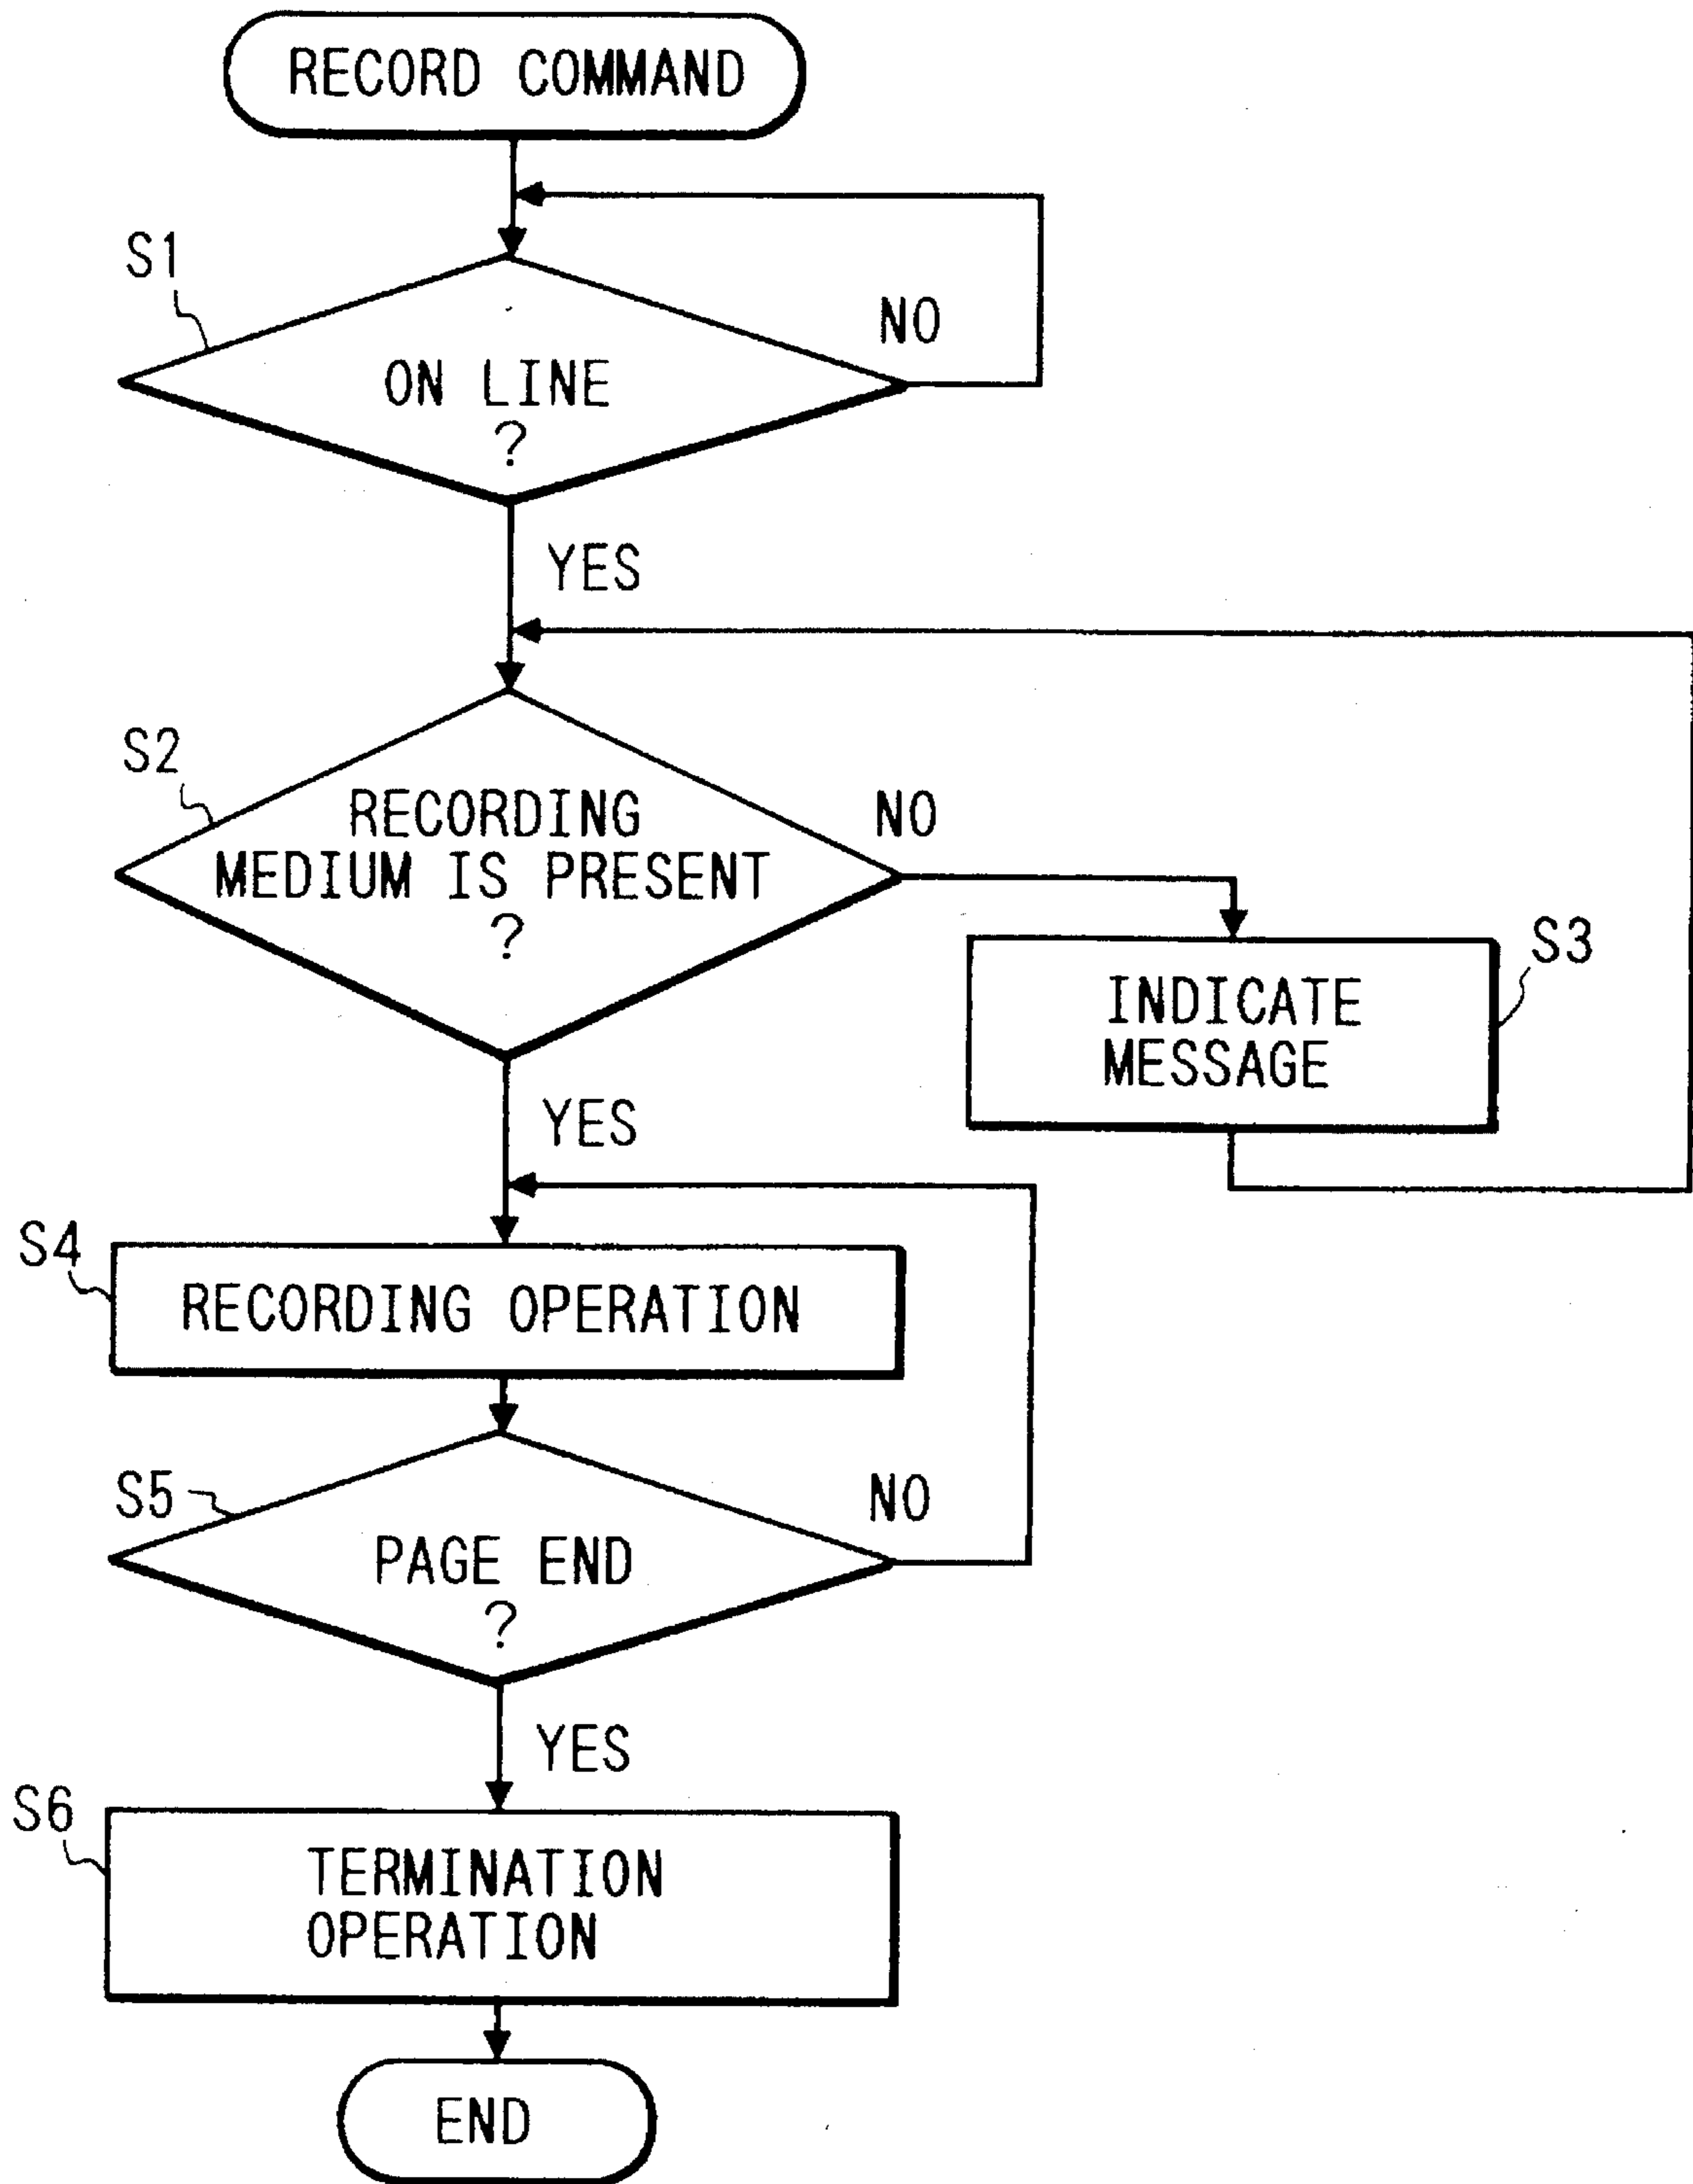 RECORD COMMAND
S1
NO
ON LINE
?
YES
S2
RECORDING
MEDIUM IS PRESENT
?
NO
S3
INDICATE
MESSAGE
YES
S4
RECORDING OPERATION
S5
NO
PAGE END
?
YES
S6
TERMINATION
OPERATION
END